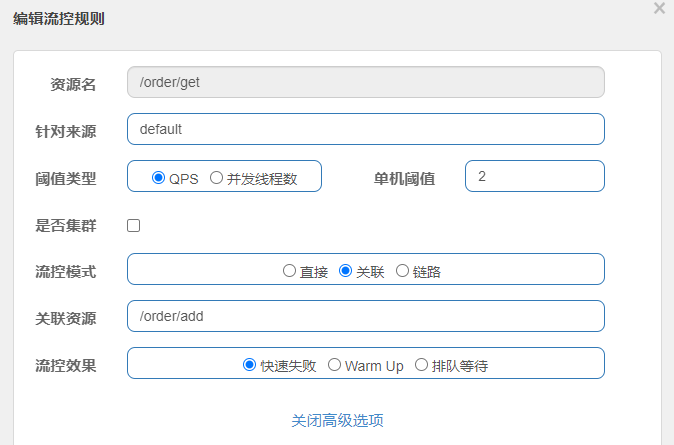 编辑流控规则 ×
资源名 /order/get
针对来源 default
阈值类型 QPS 并发线程数 单机阈值 2
是否集群
流控模式 直接 关联 链路
关联资源 /order/add
流控效果 快速失败 Warm Up 排队等待
关闭高级选项